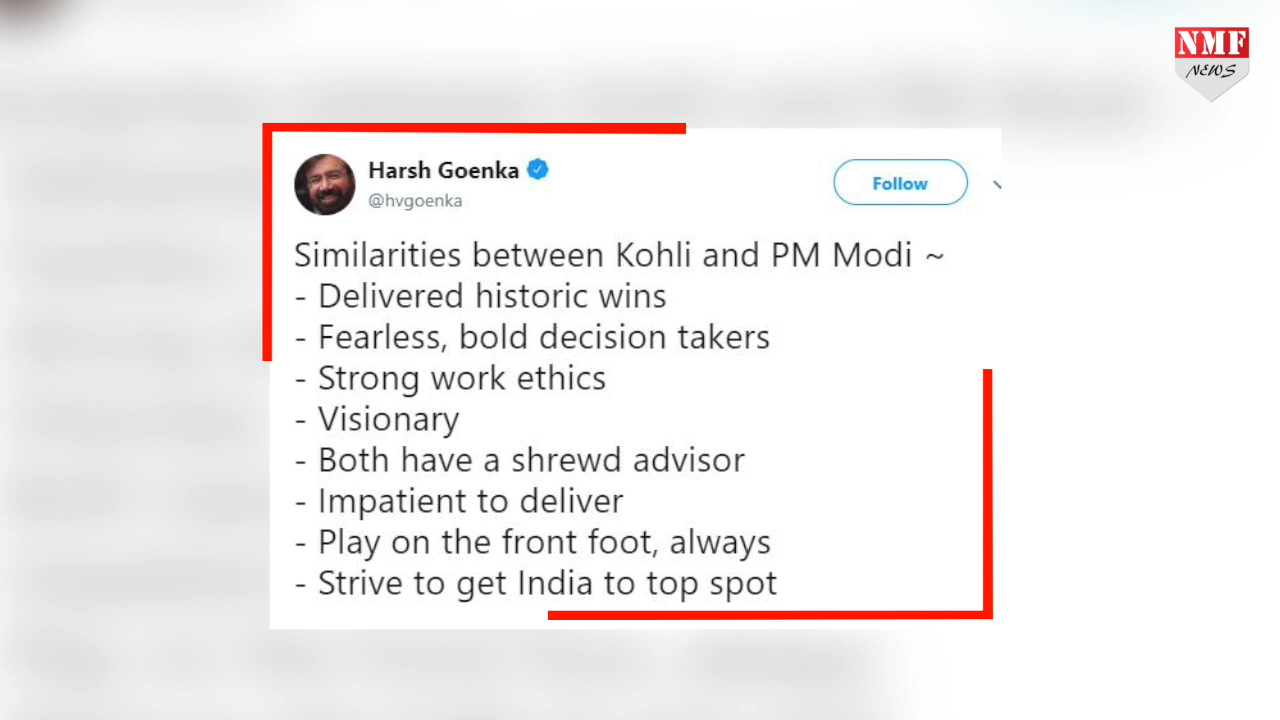 NMF
NEWS
Harsh Goenka
@hvgoenka
Follow
Similarities between Kohli and PM Modi ~
- Delivered historic wins
- Fearless, bold decision takers
- Strong work ethics
- Visionary
- Both have a shrewd advisor
- Impatient to deliver
- Play on the front foot, always
- Strive to get India to top spot